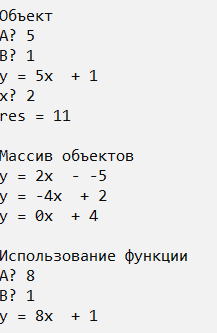 Объект
A? 5
B? 1
y = 5x  + 1
x? 2
res = 11

Массив объектов
y = 2x  - -5
y = -4x  + 2
y = 0x  + 4

Использование функции
A? 8
B? 1
y = 8x  + 1